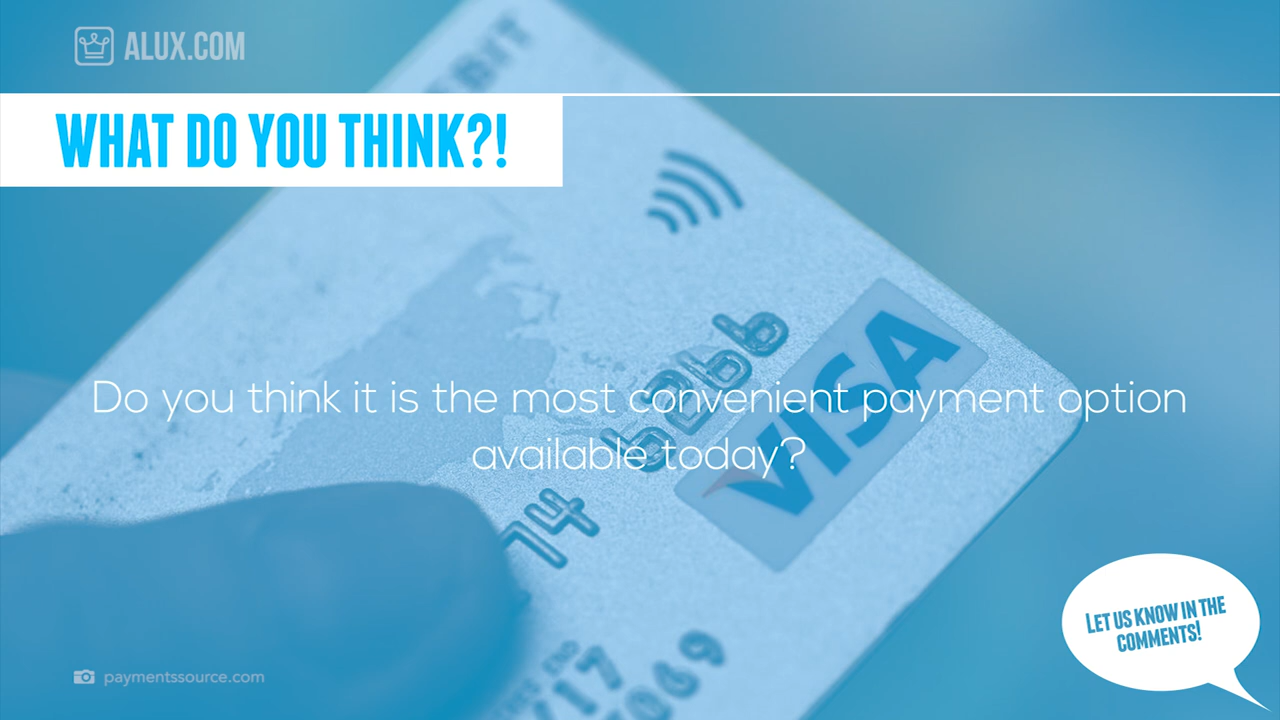 ALUX.COM
WHAT DO YOU THINK?!
Do you think it is the most convenient payment option
available today?
VISA
74
LET US KNOW IN THE
COMMENTS!
paymentssource.com